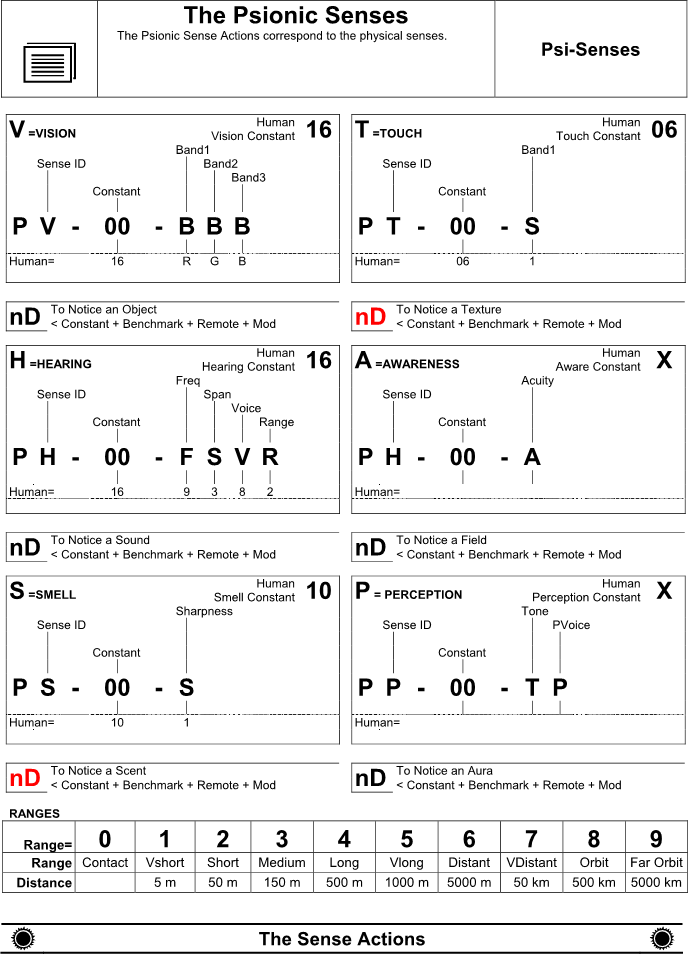 The Psionic Senses
The Psionic Sense Actions correspond to the physical senses.
Psi-Senses
V =VISION
Human
Vision Constant
16
Band1
Sense ID
Band2
Band3
Constant
P V - 00 - B B B
Human= 16 R G B
nD
To Notice an Object
< Constant + Benchmark + Remote + Mod
T =TOUCH
Human
Touch Constant
06
Band1
Sense ID
Constant
P T - 00 - S
Human= 06 1
nD
To Notice a Texture
< Constant + Benchmark + Remote + Mod
H =HEARING
Human
Hearing Constant
16
Freq
Sense ID
Span
Voice
Constant
Range
P H - 00 - F S V R
Human= 16 9 3 8 2
nD
To Notice a Sound
< Constant + Benchmark + Remote + Mod
A =AWARENESS
Human
Aware Constant
X
Acuity
Sense ID
Constant
P H - 00 - A
Human=
nD
To Notice a Field
< Constant + Benchmark + Remote + Mod
S =SMELL
Human
Smell Constant
10
Sharpness
Sense ID
Constant
P S - 00 - S
Human= 10 1
nD
To Notice a Scent
< Constant + Benchmark + Remote + Mod
P = PERCEPTION
Human
Perception Constant
X
Tone
Sense ID
PVoice
Constant
P P - 00 - T P
Human=
nD
To Notice an Aura
< Constant + Benchmark + Remote + Mod
RANGES
Range= 0 1 2 3 4 5 6 7 8 9
Range Contact Vshort Short Medium Long Vlong Distant VDistant Orbit Far Orbit
Distance 5 m 50 m 150 m 500 m 1000 m 5000 m 50 km 500 km 5000 km
The Sense Actions